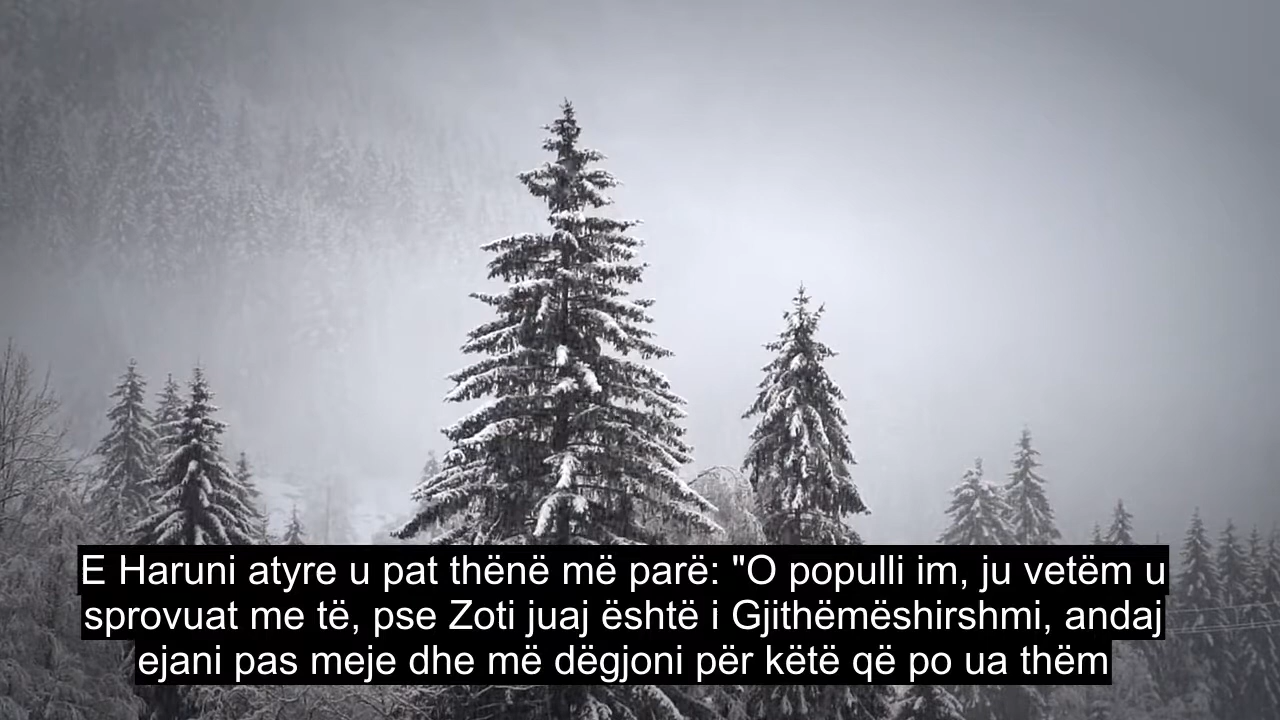 E Haruni atyre u pat thënë më parë: "O populli im, ju vetëm u
sprovuat me të, pse Zoti juaj është i Gjithëmëshirshmi, andaj
ejani pas meje dhe më dëgjoni për këtë që po ua thëm